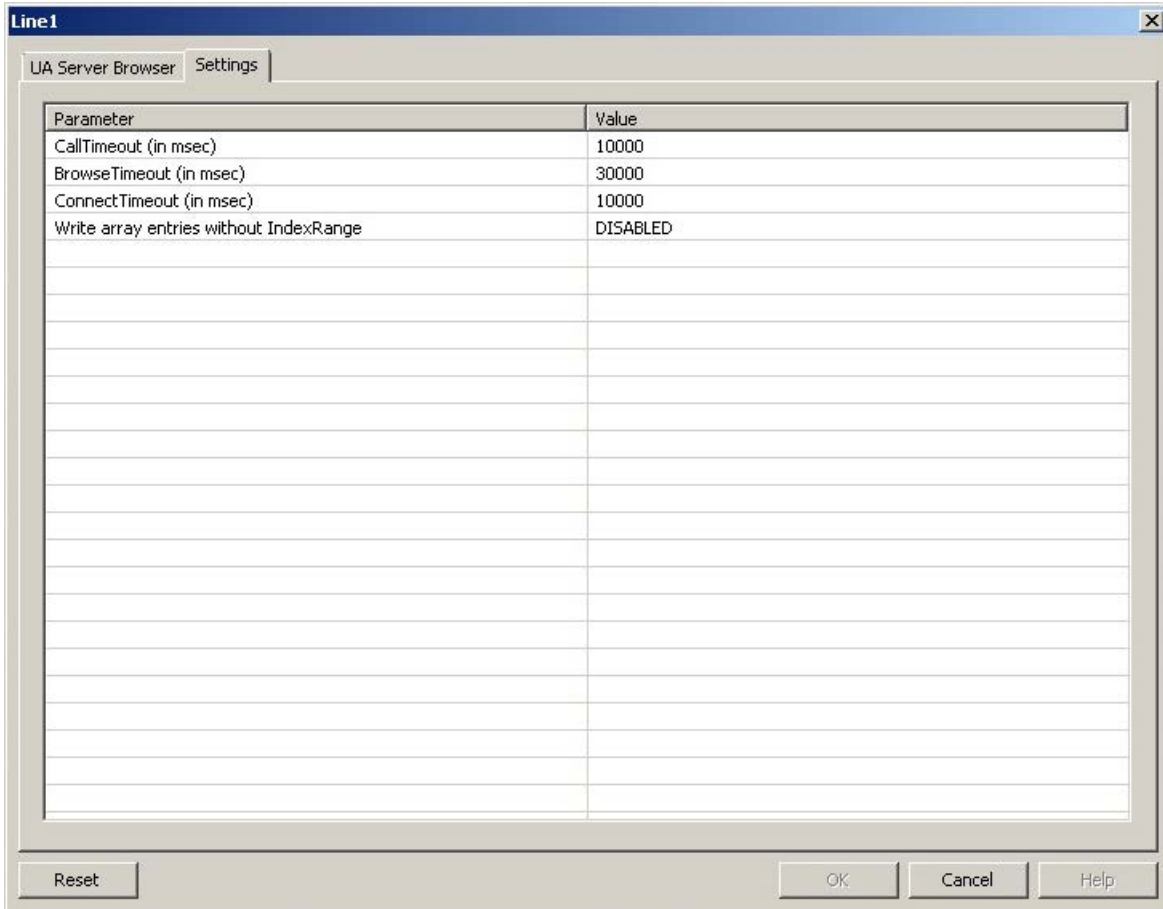 Line1
UA Server Browser Settings
Parameter Value
CallTimeout (in msec) 10000
BrowseTimeout (in msec) 30000
ConnectTimeout (in msec) 10000
Write array entries without IndexRange DISABLED
Reset OK Cancel Help